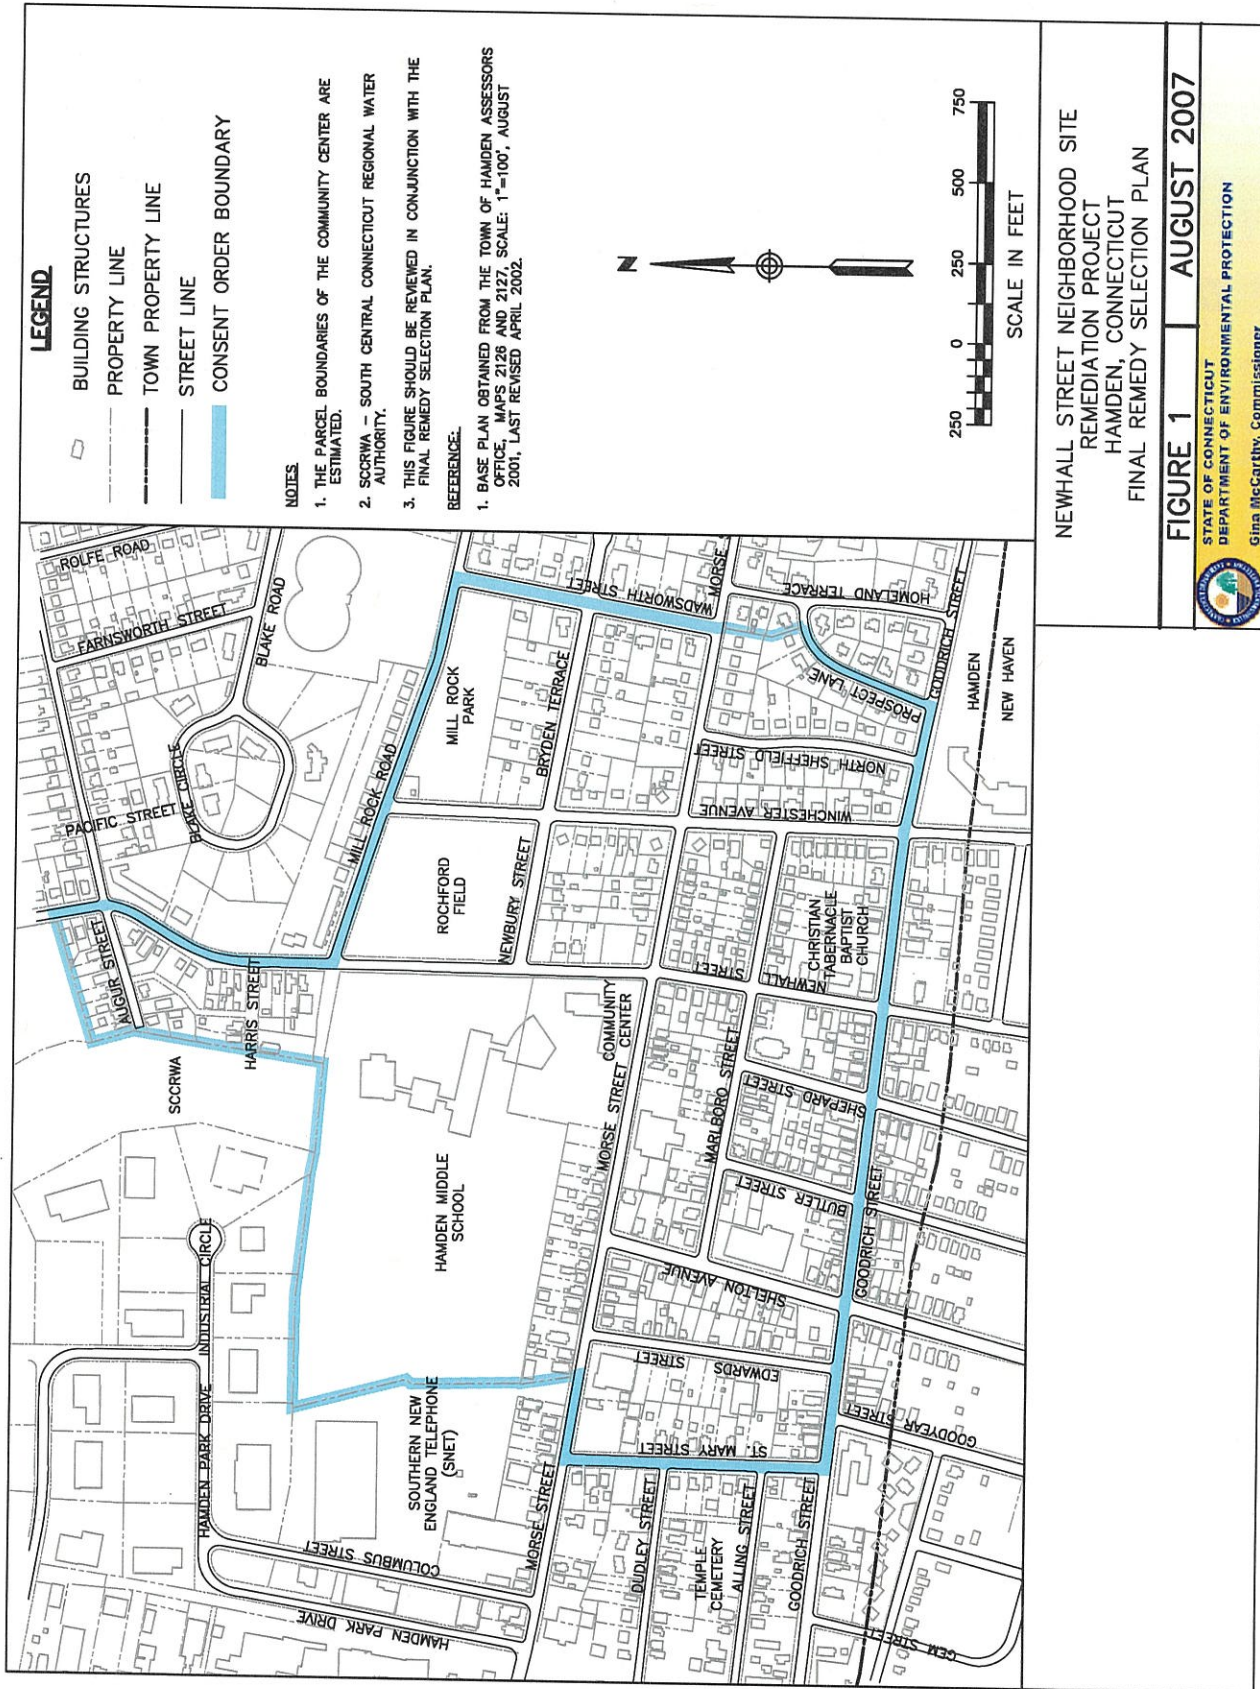 LEGEND
BUILDING STRUCTURES
PROPERTY LINE
TOWN PROPERTY LINE
STREET LINE
CONSENT ORDER BOUNDARY
NOTES
1. THE PARCEL BOUNDARIES OF THE COMMUNITY CENTER ARE
ESTIMATED.
2. SCCRWA – SOUTH CENTRAL CONNECTICUT REGIONAL WATER
AUTHORITY.
3. THIS FIGURE SHOULD BE REVIEWED IN CONJUNCTION WITH THE
FINAL REMEDY SELECTION PLAN.
REFERENCE:
1. BASE PLAN OBTAINED FROM THE TOWN OF HAMDEN ASSESSORS
OFFICE, MAPS 2126 AND 2127, SCALE: 1"=100', AUGUST
2001, LAST REVISED APRIL 2002.
N
250 0 250 500 750
SCALE IN FEET
NEWHALL STREET NEIGHBORHOOD SITE
REMEDIATION PROJECT
HAMDEN, CONNECTICUT
FINAL REMEDY SELECTION PLAN
FIGURE 1
AUGUST 2007
STATE OF CONNECTICUT
DEPARTMENT OF ENVIRONMENTAL PROTECTION
Gina McCarthy, Commissioner
ROLFE ROAD
FARNSWORTH STREET
BLAKE ROAD
PACIFIC STREET
BLAKE CIRCLE
AUGUR STREET
HARRIS STREET
SCCRWA
INDUSTRIAL CIRCLE
HAMDEN PARK DRIVE
COLUMBUS STREET
HAMDEN PARK DRIVE
MILL ROCK ROAD
MILL ROCK
PARK
ROCHFORD
FIELD
BRYDEN TERRACE
NEWBURY STREET
WADSWORTH STREET
MORSE S
HOMELAND TERRACE
PROSPECT LANE
GOODRICH STREET
HAMDEN
NEW HAVEN
NORTH SHEFFIELD STREET
WINCHESTER AVENUE
CHRISTIAN
TABERNACLE
BAPTIST
CHURCH
NEWHALL
STREET
HAMDEN MIDDLE
SCHOOL
COMMUNITY
CENTER
MORSE STREET
MARLBORO STREET
SHEPARD STREET
BUTLER STREET
SHELTON AVENUE
EDWARDS STREET
ST. MARY STREET
GOODRICH STREET
SOUTHERN NEW
ENGLAND TELEPHONE
(SNET)
MORSE STREET
DUDLEY STREET
TEMPLE
CEMETERY
ALLING STREET
GOODRICH STREET
GOODYEAR STREET
GEM STREET